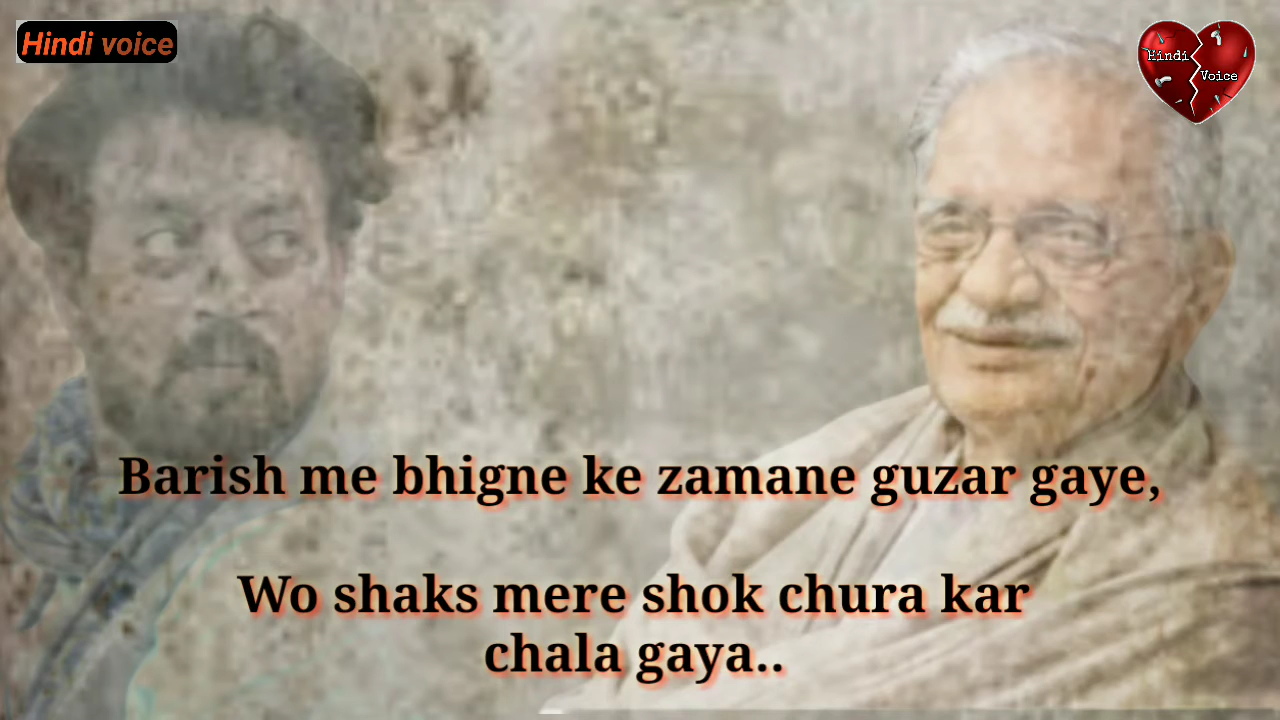 Hindi voice
Hindi
Voice
Barish me bhigne ke zamane guzar gaye,
Wo shaks mere shok chura kar
chala gaya..